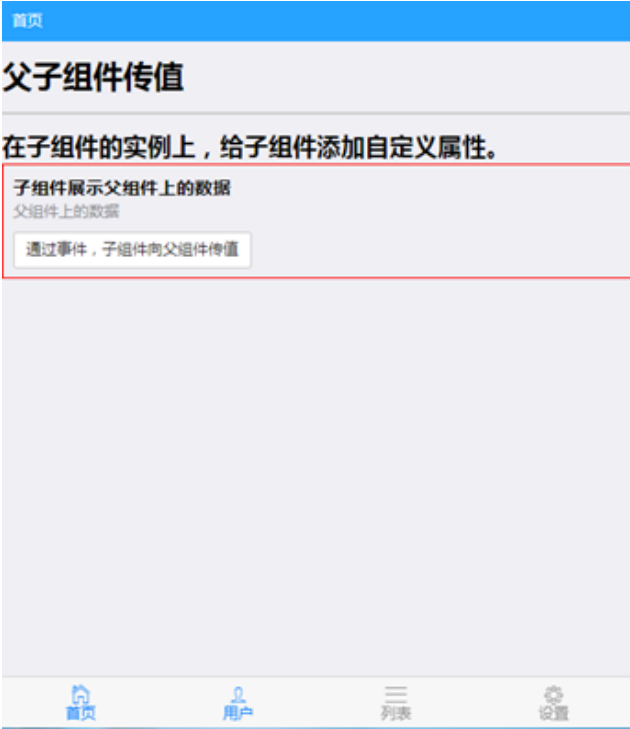 首页
父子组件传值
在子组件的实例上，给子组件添加自定义属性。
子组件展示父组件上的数据
父组件上的数据
通过事件，子组件向父组件传值
首页
用户
列表
设置